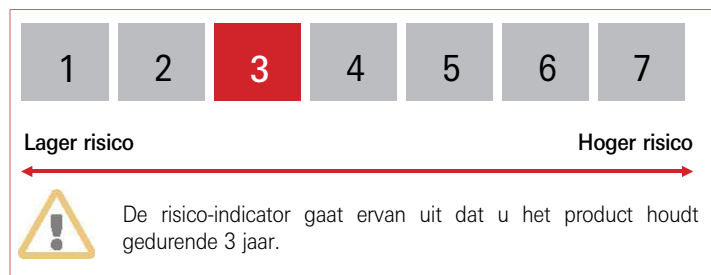 1 2 3 4 5 6 7
Lager risico Hoger risico
De risico-indicator gaat ervan uit dat u het product houdt
gedurende 3 jaar.